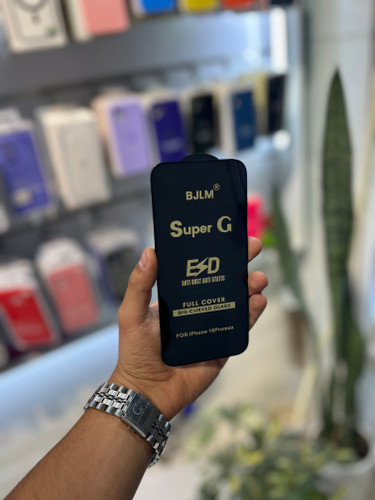 BJLM®
Super G
ESD
ANTI DUST ANTI STATIC
FULL COVER
BIG CURVED GLASS
FOR iPhone 16Promax